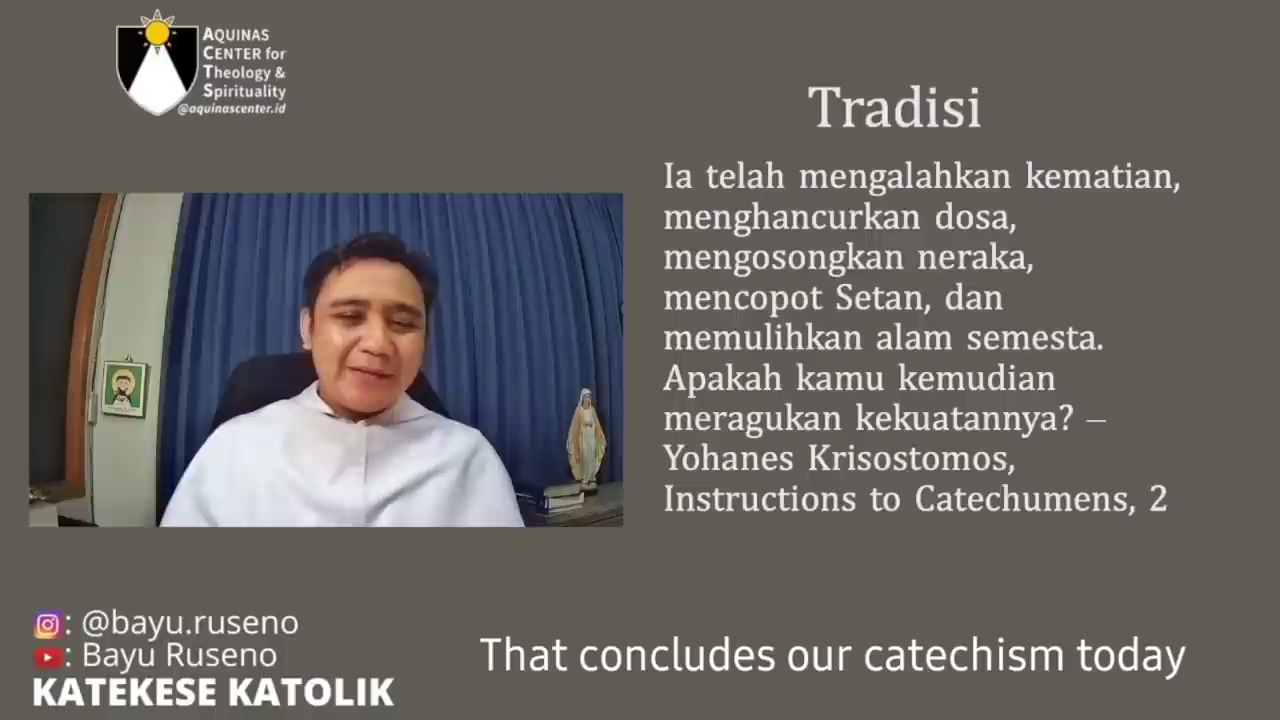 AQUINAS
CENTER for
Theology &
Spirituality
@aquinascenter.id
Tradisi
Ia telah mengalahkan kematian,
menghancurkan dosa,
mengosongkan neraka,
mencopot Setan, dan
memulihkan alam semesta.
Apakah kamu kemudian
meragukan kekuatannya? –
Yohanes Krisostomos,
Instructions to Catechumens, 2
: @bayu.ruseno
: Bayu Ruseno
KATEKESE KATOLIK
That concludes our catechism today